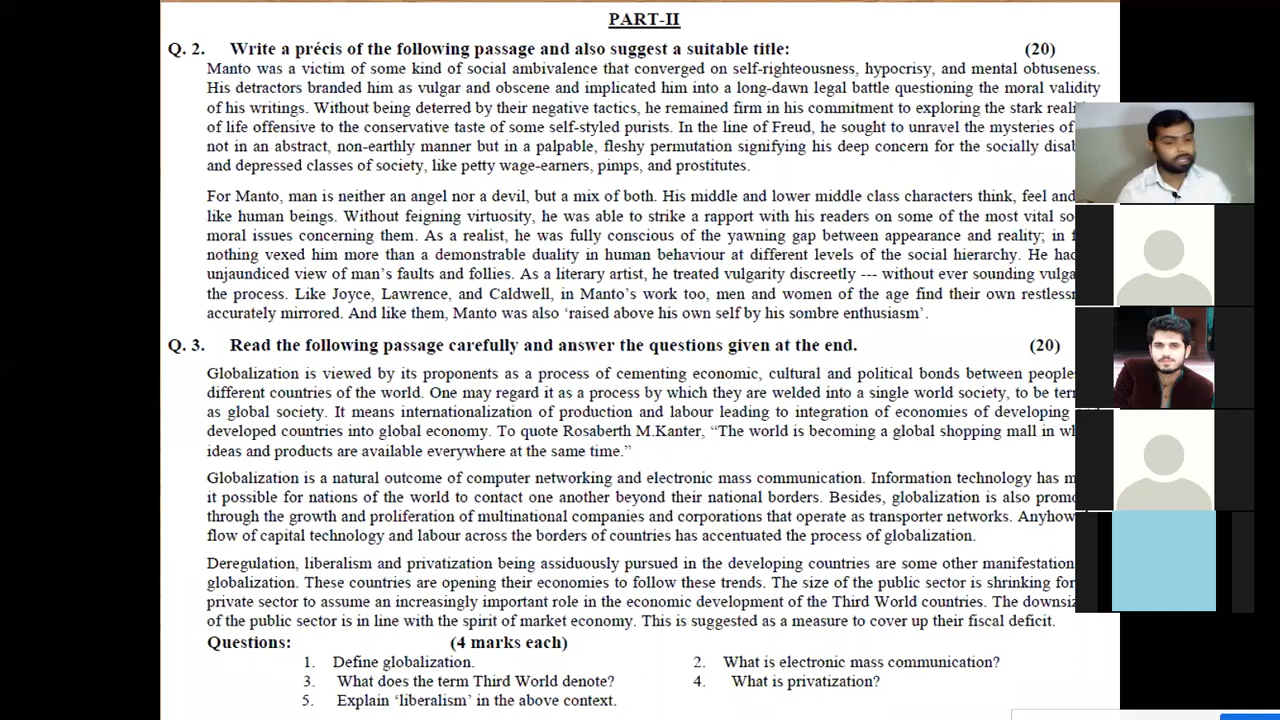 PART-II
Q. 2. Write a précis of the following passage and also suggest a suitable title: (20)
Manto was a victim of some kind of social ambivalence that converged on self-righteousness, hypocrisy, and mental obtuseness.
His detractors branded him as vulgar and obscene and implicated him into a long-dawn legal battle questioning the moral validity
of his writings. Without being deterred by their negative tactics, he remained firm in his commitment to exploring the stark
of life offensive to the conservative taste of some self-styled purists. In the line of Freud, he sought to unravel the mysteries of
not in an abstract, non-earthly manner but in a palpable, fleshy permutation signifying his deep concern for the socially
and depressed classes of society, like petty wage-earners, pimps, and prostitutes.
For Manto, man is neither an angel nor a devil, but a mix of both. His middle and lower middle class characters think, feel and
like human beings. Without feigning virtuosity, he was able to strike a rapport with his readers on some of the most vital
moral issues concerning them. As a realist, he was fully conscious of the yawning gap between appearance and reality; in
nothing vexed him more than a demonstrable duality in human behaviour at different levels of the social hierarchy. He had
unjaundiced view of man's faults and follies. As a literary artist, he treated vulgarity discreetly --- without ever sounding
the process. Like Joyce, Lawrence, and Caldwell, in Manto's work too, men and women of the age find their own
accurately mirrored. And like them, Manto was also 'raised above his own self by his sombre enthusiasm'.
Q. 3. Read the following passage carefully and answer the questions given at the end. (20)
Globalization is viewed by its proponents as a process of cementing economic, cultural and political bonds between peoples
different countries of the world. One may regard it as a process by which they are welded into a single world society, to be
as global society. It means internationalization of production and labour leading to integration of economies of developing
developed countries into global economy. To quote Rosaberth M.Kanter, “The world is becoming a global shopping mall in
ideas and products are available everywhere at the same time.”
Globalization is a natural outcome of computer networking and electronic mass communication. Information technology has
it possible for nations of the world to contact one another beyond their national borders. Besides, globalization is also
through the growth and proliferation of multinational companies and corporations that operate as transporter networks. Anyhow
flow of capital technology and labour across the borders of countries has accentuated the process of globalization.
Deregulation, liberalism and privatization being assiduously pursued in the developing countries are some other
globalization. These countries are opening their economies to follow these trends. The size of the public sector is shrinking for
private sector to assume an increasingly important role in the economic development of the Third World countries. The
of the public sector is in line with the spirit of market economy. This is suggested as a measure to cover up their fiscal deficit.
Questions: (4 marks each)
1. Define globalization. 2. What is electronic mass communication?
3. What does the term Third World denote? 4. What is privatization?
5. Explain 'liberalism' in the above context.